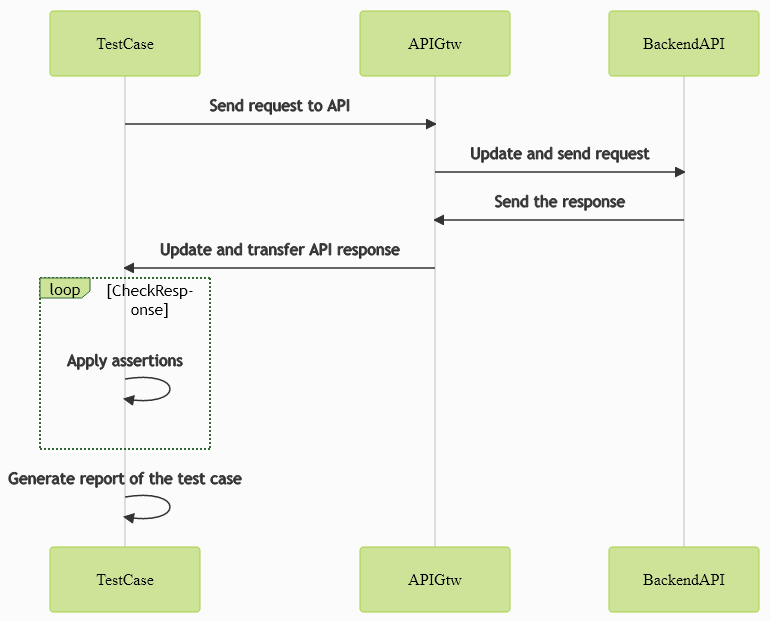 TestCase
APIGtw
BackendAPI
Send request to API
Update and send request
Send the response
Update and transfer API response
loop
[CheckResp-
onse]
Apply assertions
Generate report of the test case
TestCase
APIGtw
BackendAPI